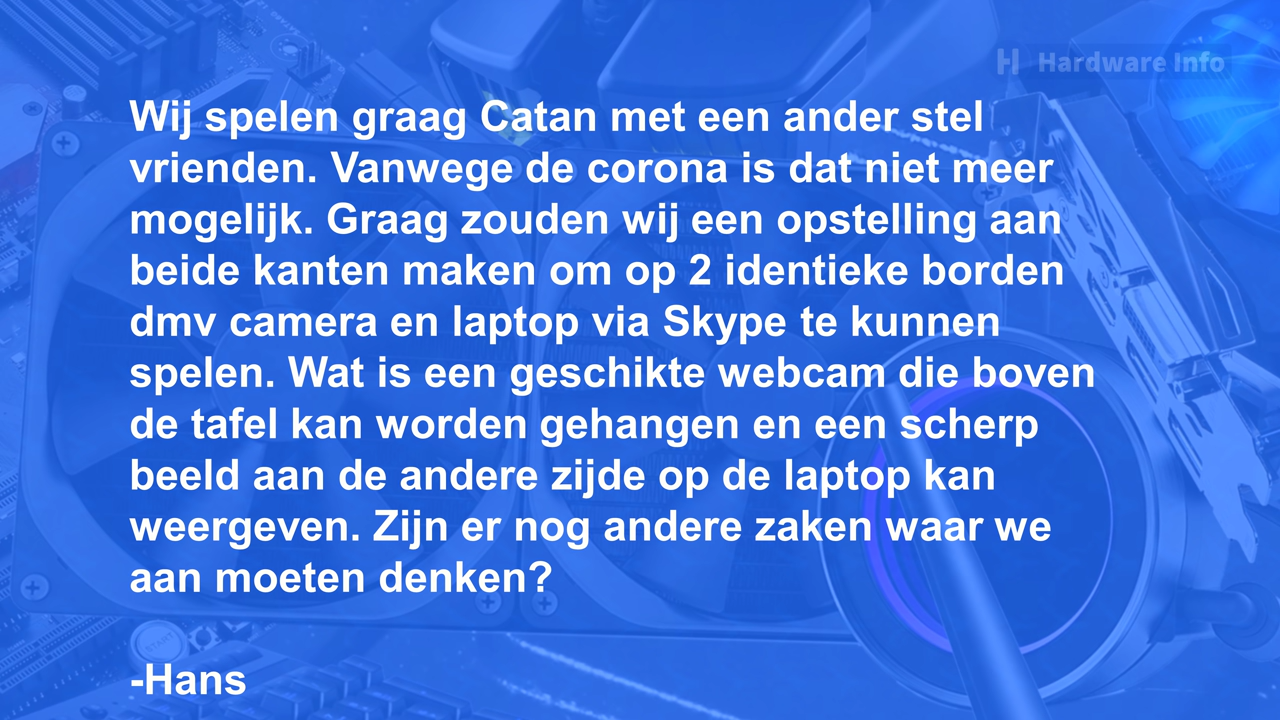 Hardware Info
Wij spelen graag Catan met een ander stel
vrienden. Vanwege de corona is dat niet meer
mogelijk. Graag zouden wij een opstelling aan
beide kanten maken om op 2 identieke borden
dmv camera en laptop via Skype te kunnen
spelen. Wat is een geschikte webcam die boven
de tafel kan worden gehangen en een scherp
beeld aan de andere zijde op de laptop kan
weergeven. Zijn er nog andere zaken waar we
aan moeten denken?
START
-Hans